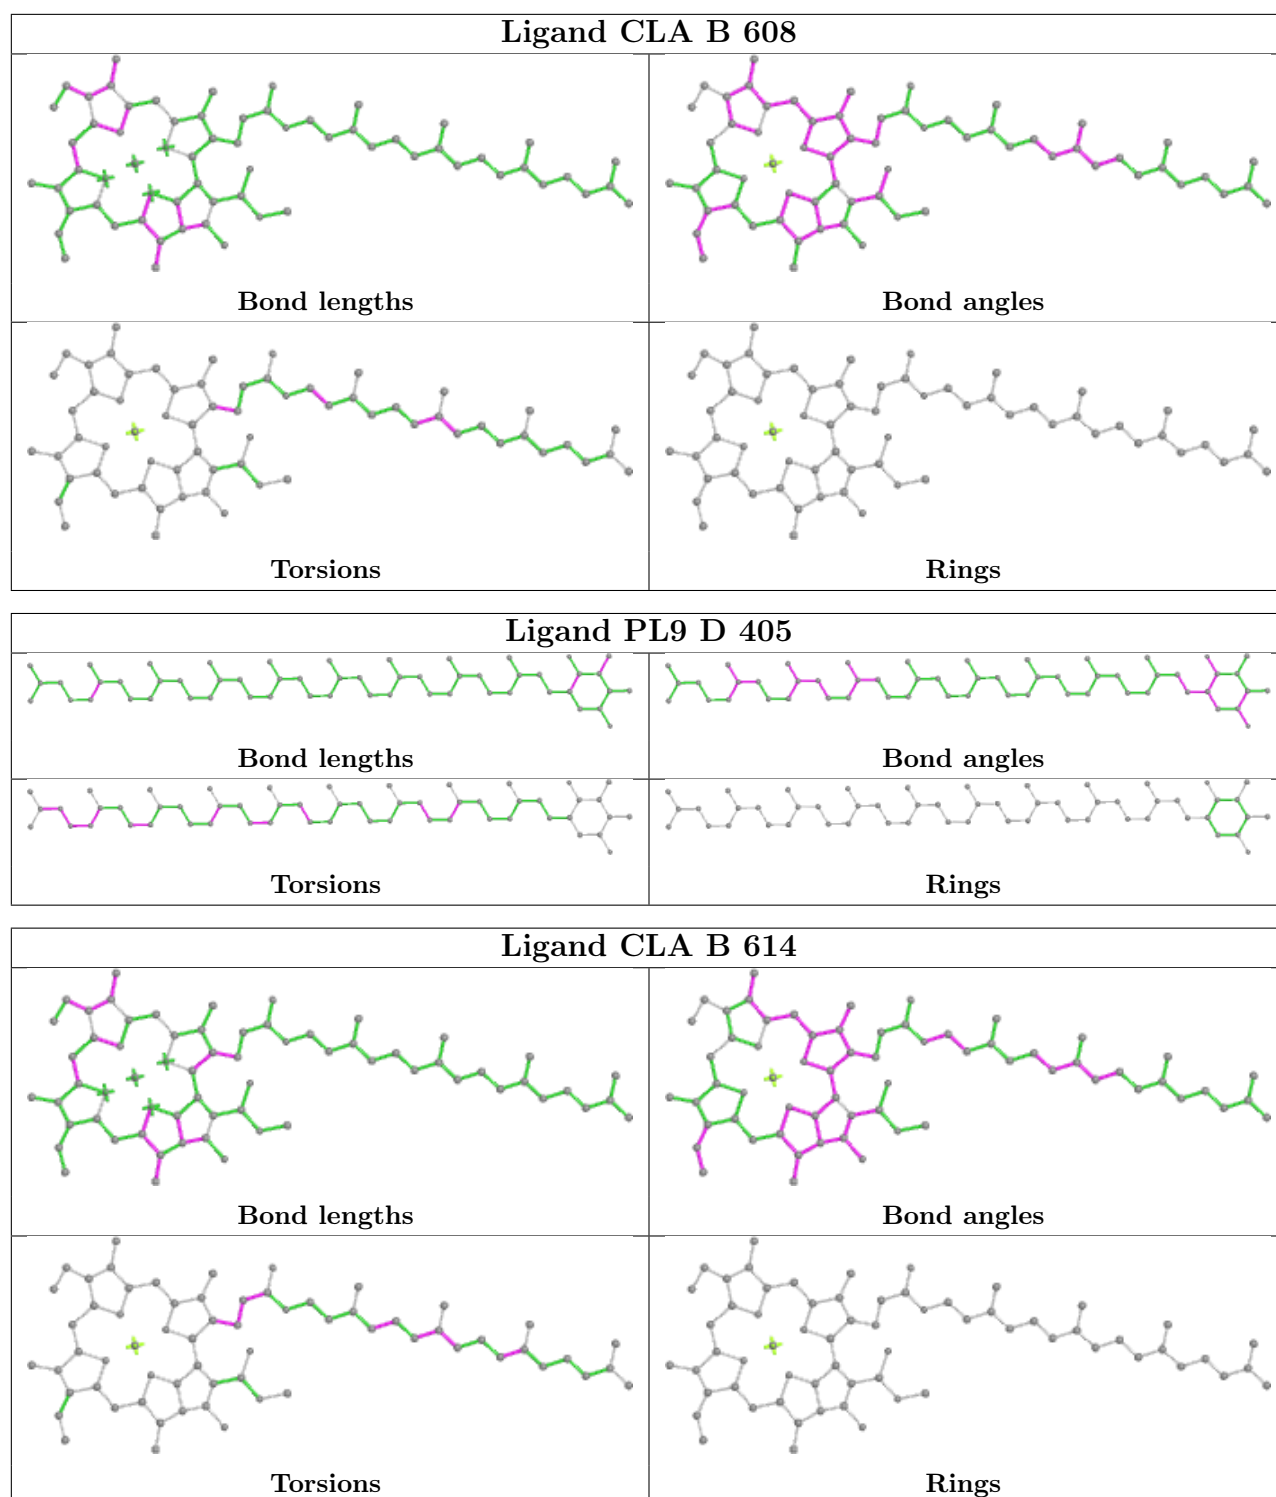 Ligand CLA B 608
Bond lengths
Bond angles
Torsions
Rings
Ligand PL9 D 405
Bond lengths
Bond angles
Torsions
Rings
Ligand CLA B 614
Bond lengths
Bond angles
Torsions
Rings